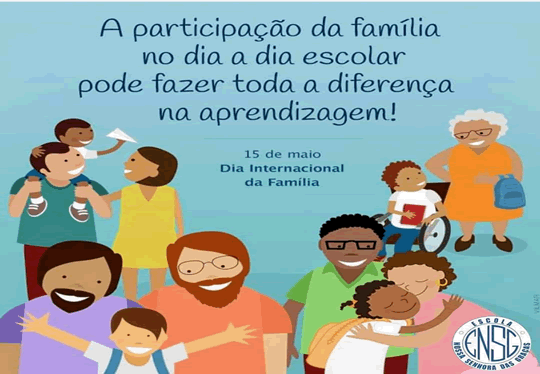 A participação da família
no dia a dia escolar
pode fazer toda a diferença
na aprendizagem!
15 de maio
Dia Internacional
da Família
ESCOLA
ENSG
NOSSA SENHORA DAS GRAÇAS